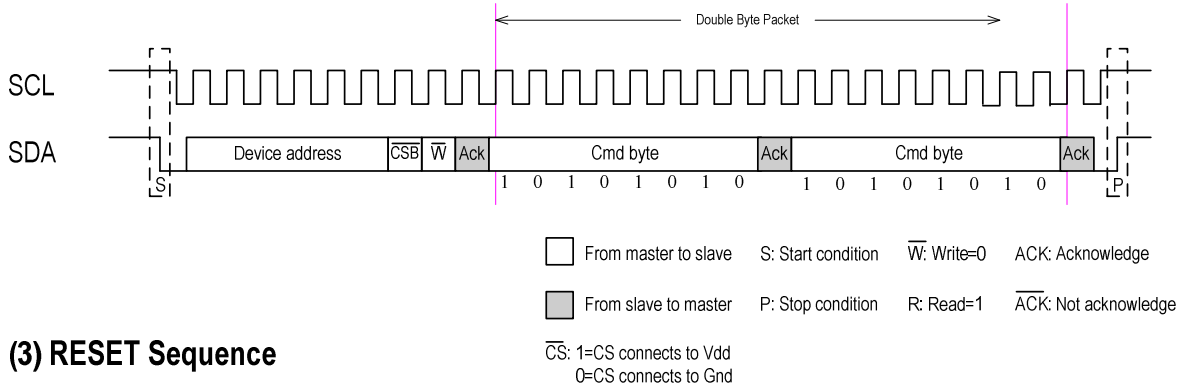 Double Byte Packet
SCL
SDA Device address C̅S̅B̅ W̅ Ack Cmd byte Ack Cmd byte Ack
S 1 0 1 0 1 0 1 0 1 0 1 0 1 0 1 0 P
From master to slave S: Start condition W̅: Write=0 ACK: Acknowledge
From slave to master P: Stop condition R: Read=1 A̅C̅K̅: Not acknowledge
C̅S̅: 1=CS connects to Vdd
0=CS connects to Gnd
(3) RESET Sequence